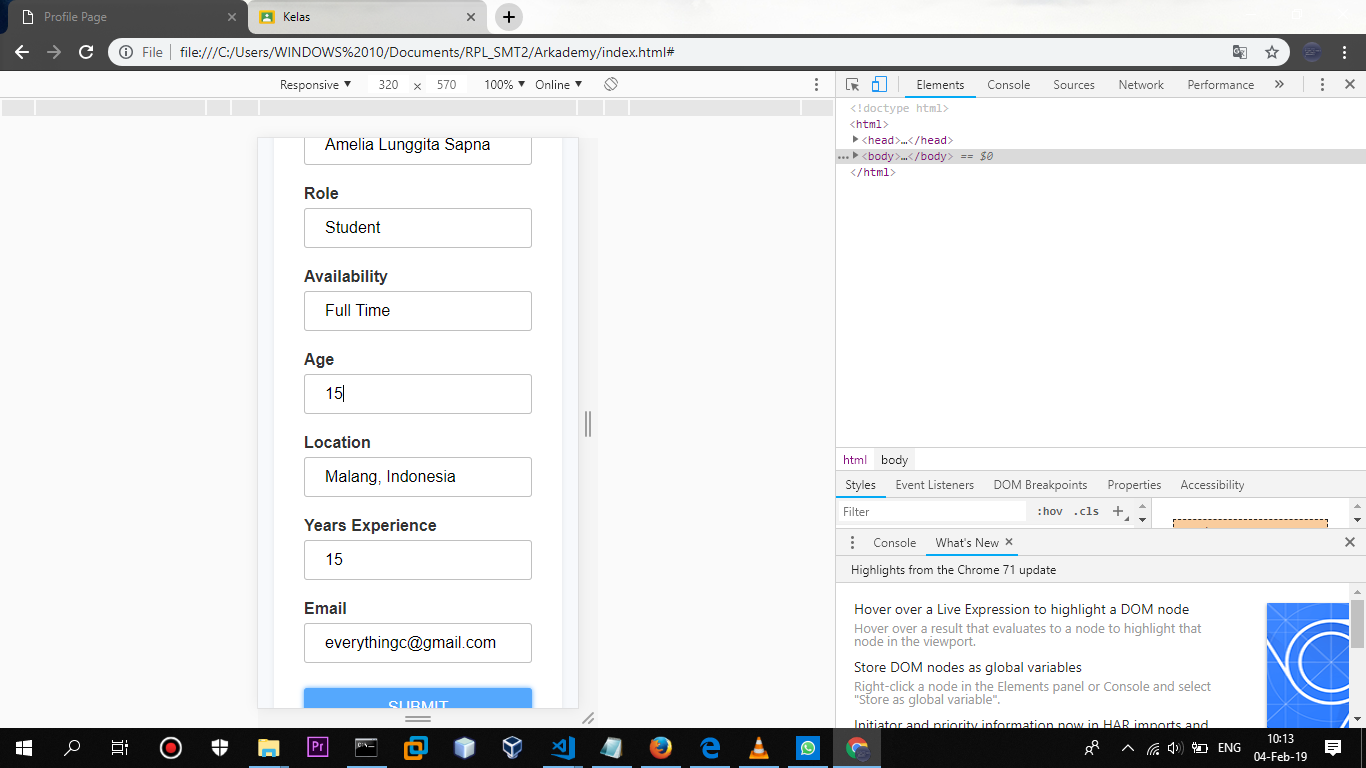 Profile Page
Kelas
File
file:///C:/Users/WINDOWS%2010/Documents/RPL_SMT2/Arkademy/index.html#
Responsive 320 x 570 100% Online
Elements Console Sources Network Performance »
<!doctype html>
<html>
<head>…</head>
… <body>…</body> == $0
</html>
Amelia Lunggita Sapna
Role
Student
Availability
Full Time
Age
15
Location
Malang, Indonesia
Years Experience
15
Email
everythingc@gmail.com
SUBMIT
html body
Styles Event Listeners DOM Breakpoints Properties Accessibility
Filter :hov .cls +
Console What's New
Highlights from the Chrome 71 update
Hover over a Live Expression to highlight a DOM node
Hover over a result that evaluates to a node to highlight that
node in the viewport.
Store DOM nodes as global variables
Right-click a node in the Elements panel or Console and select
"Store as global variable".
Initiator and priority information now in HAR imports and
Pr
C:\_
ENG
10:13
04-Feb-19